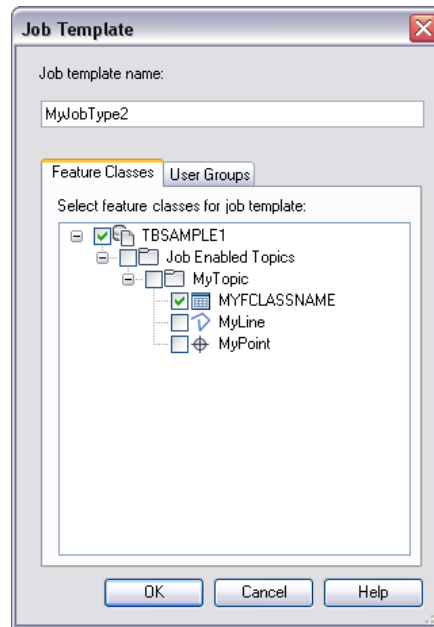 Job Template
Job template name:
MyJobType2
Feature Classes User Groups
Select feature classes for job template:
TBSAMPLE1
Job Enabled Topics
MyTopic
MYFCLASSNAME
MyLine
MyPoint
OK Cancel Help